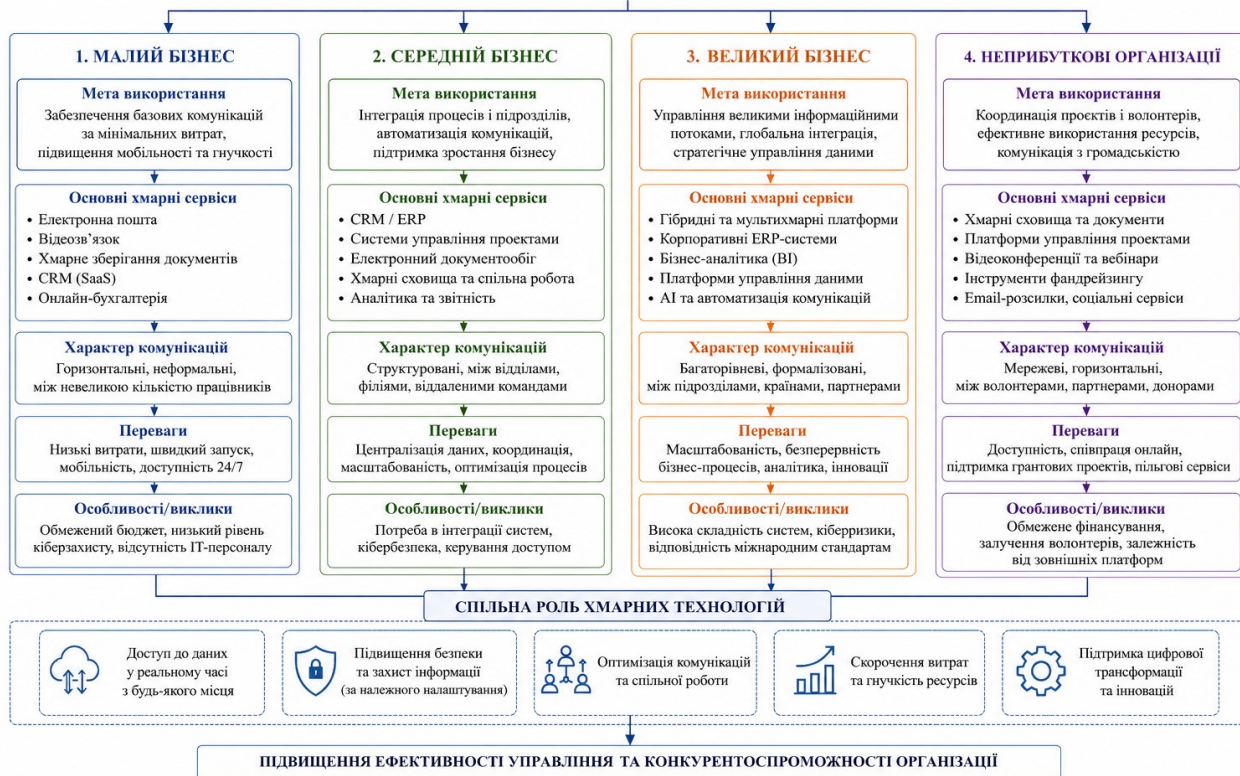 1. МАЛИЙ БІЗНЕС
Мета використання
Забезпечення базових комунікацій
за мінімальних витрат,
підвищення мобільності та гнучкості
Основні хмарні сервіси
• Електронна пошта
• Відеозв’язок
• Хмарне зберігання документів
• CRM (SaaS)
• Онлайн-бухгалтерія
Характер комунікацій
Горизонтальні, неформальні,
між невеликою кількістю працівників
Переваги
Низькі витрати, швидкий запуск,
мобільність, доступність 24/7
Особливості/виклики
Обмежений бюджет, низький рівень
кіберзахисту, відсутність ІТ-персоналу
2. СЕРЕДНІЙ БІЗНЕС
Мета використання
Інтеграція процесів і підрозділів,
автоматизація комунікацій,
підтримка зростання бізнесу
Основні хмарні сервіси
• CRM / ERP
• Системи управління проектами
• Електронний документообіг
• Хмарні сховища та спільна робота
• Аналітика та звітність
Характер комунікацій
Структуровані, між відділами,
філіями, віддаленими командами
Переваги
Централізація даних, координація,
масштабованість, оптимізація процесів
Особливості/виклики
Потреба в інтеграції систем,
кібербезпека, керування доступом
3. ВЕЛИКИЙ БІЗНЕС
Мета використання
Управління великими інформаційними
потоками, глобальна інтеграція,
стратегічне управління даними
Основні хмарні сервіси
• Гібридні та мультихмарні платформи
• Корпоративні ERP-системи
• Бізнес-аналітика (BI)
• Платформи управління даними
• AI та автоматизація комунікацій
Характер комунікацій
Багаторівневі, формалізовані,
між підрозділами, країнами, партнерами
Переваги
Масштабованість, безперервність
бізнес-процесів, аналітика, інновації
Особливості/виклики
Висока складність систем, кіберризики,
відповідність міжнародним стандартам
4. НЕПРИБУТКОВІ ОРГАНІЗАЦІЇ
Мета використання
Координація проєктів і волонтерів,
ефективне використання ресурсів,
комунікація з громадськістю
Основні хмарні сервіси
• Хмарні сховища та документи
• Платформи управління проектами
• Відеоконференції та вебінари
• Інструменти фандрейзингу
• Email-розсилки, соціальні сервіси
Характер комунікацій
Мережеві, горизонтальні,
між волонтерами, партнерами, донорами
Переваги
Доступність, співпраця онлайн,
підтримка грантових проектів, пільгові сервіси
Особливості/виклики
Обмежене фінансування,
залучення волонтерів, залежність
від зовнішніх платформ
СПІЛЬНА РОЛЬ ХМАРНИХ ТЕХНОЛОГІЙ
Доступ до даних
у реальному часі
з будь-якого місця
Підвищення безпеки
та захист інформації
(за належного налаштування)
Оптимізація комунікацій
та спільної роботи
Скорочення витрат
та гнучкість ресурсів
Підтримка цифрової
трансформації
та інновацій
ПІДВИЩЕННЯ ЕФЕКТИВНОСТІ УПРАВЛІННЯ ТА КОНКУРЕНТОСПРОМОЖНОСТІ ОРГАНІЗАЦІЇ